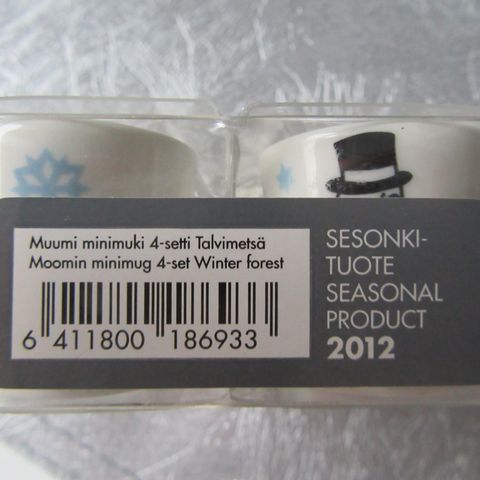 Muumi minimuki 4-setti Talvimetsä
Moomin minimug 4-set Winter forest
6 411800 186933
SESONKI-
TUOTE
SEASONAL
PRODUCT
2012